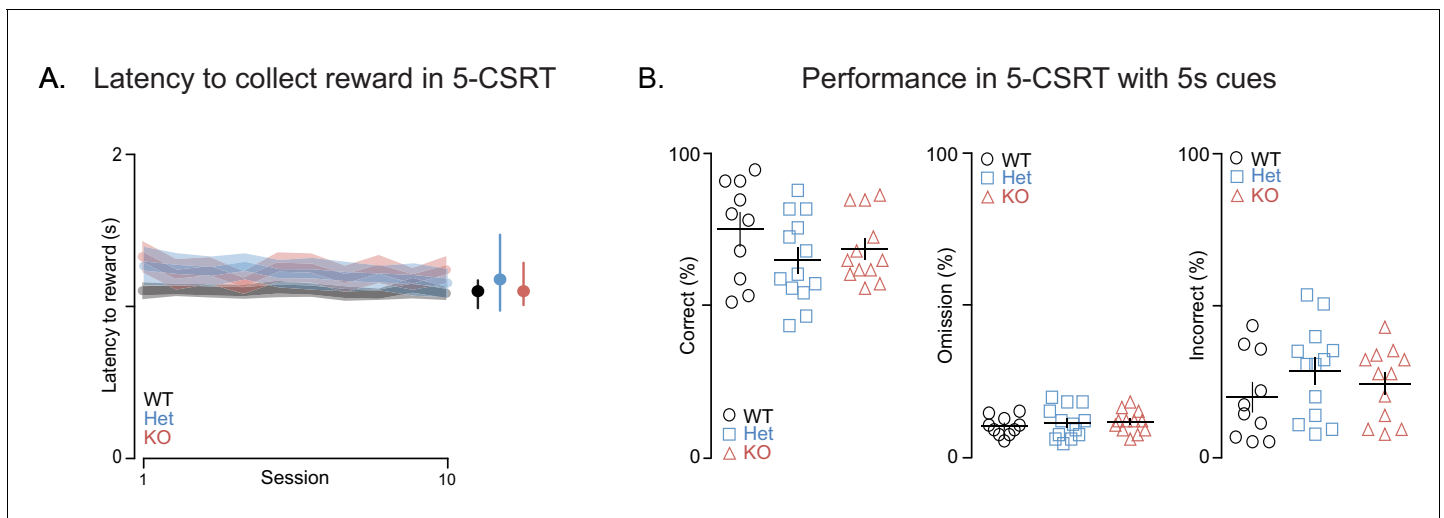 A. Latency to collect reward in 5-CSRT
Latency to reward (s)
2
0
WT
Het
KO
1
Session
10
B. Performance in 5-CSRT with 5s cues
Correct (%)
100
0
WT
Het
KO
Omission (%)
100
0
WT
Het
KO
Incorrect (%)
100
0
WT
Het
KO